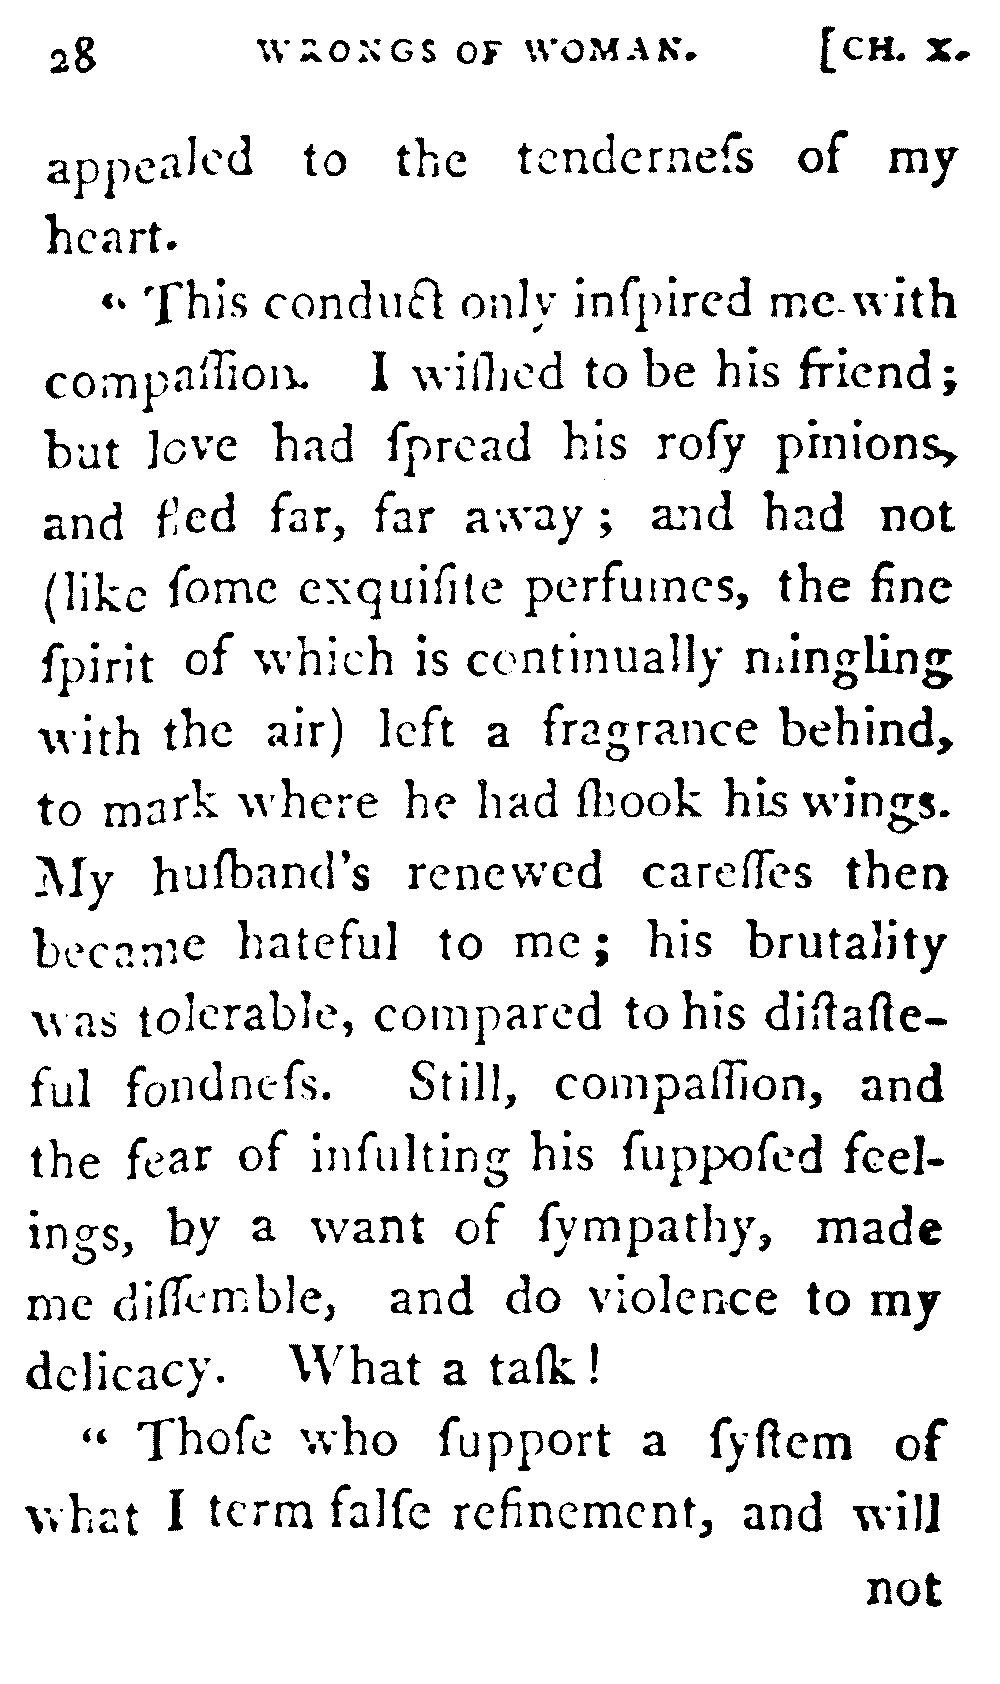 28 WRONGS OF WOMAN. [CH. X.
appealed to the tenderneſs of my
heart.
“ This conduct only inſpired me with
compaſſion. I wiſhed to be his friend;
but love had ſpread his roſy pinions,
and fled far, far away; and had not
(like ſome exquiſite perfumes, the fine
ſpirit of which is continually mingling
with the air) left a fragrance behind,
to mark where he had ſhook his wings.
My huſband's renewed careſſes then
became hateful to me; his brutality
was tolerable, compared to his diſtaſte-
ful fondneſs. Still, compaſſion, and
the fear of inſulting his ſuppoſed feel-
ings, by a want of ſympathy, made
me diſſemble, and do violence to my
delicacy. What a taſk!
“ Thoſe who ſupport a ſyſtem of
what I term falſe refinement, and will
not